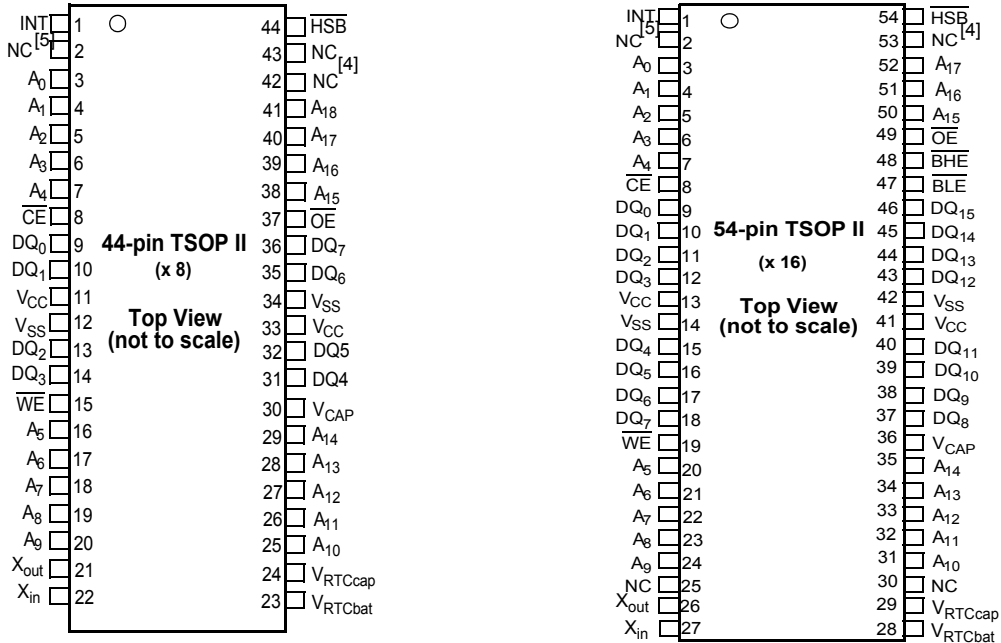 INT 1 44 HSB
NC[5] 2 43 NC[4]
A0 3 42 NC
A1 4 41 A18
A2 5 40 A17
A3 6 39 A16
A4 7 38 A15
CE 8 37 OE
DQ0 9 36 DQ7
DQ1 10 35 DQ6
VCC 11 34 VSS
VSS 12 33 VCC
DQ2 13 32 DQ5
DQ3 14 31 DQ4
WE 15 30 VCAP
A5 16 29 A14
A6 17 28 A13
A7 18 27 A12
A8 19 26 A11
A9 20 25 A10
Xout 21 24 VRTCcap
Xin 22 23 VRTCbat
44-pin TSOP II
(x 8)
Top View
(not to scale)
INT 1 54 HSB
NC[5] 2 53 NC[4]
A0 3 52 A17
A1 4 51 A16
A2 5 50 A15
A3 6 49 OE
A4 7 48 BHE
CE 8 47 BLE
DQ0 9 46 DQ15
DQ1 10 45 DQ14
DQ2 11 44 DQ13
DQ3 12 43 DQ12
VCC 13 42 VSS
VSS 14 41 VCC
DQ4 15 40 DQ11
DQ5 16 39 DQ10
DQ6 17 38 DQ9
DQ7 18 37 DQ8
WE 19 36 VCAP
A5 20 35 A14
A6 21 34 A13
A7 22 33 A12
A8 23 32 A11
A9 24 31 A10
NC 25 30 NC
Xout 26 29 VRTCcap
Xin 27 28 VRTCbat
54-pin TSOP II
(x 16)
Top View
(not to scale)